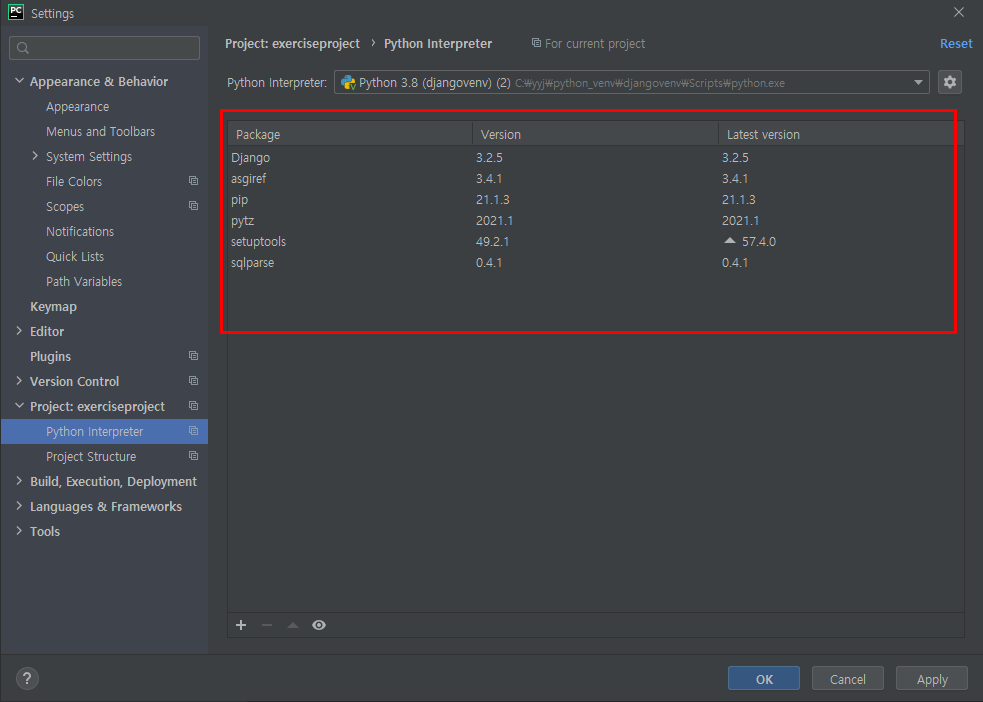 PC Settings
Project: exerciseproject › Python Interpreter For current project Reset
Python Interpreter: Python 3.8 (djangovenv) (2) C:₩yyj₩python_venv₩djangovenv₩Scripts₩python.exe
Appearance & Behavior
Appearance
Menus and Toolbars
System Settings
File Colors
Scopes
Notifications
Quick Lists
Path Variables
Keymap
Editor
Plugins
Version Control
Project: exerciseproject
Python Interpreter
Project Structure
Build, Execution, Deployment
Languages & Frameworks
Tools
Package Version Latest version
Django 3.2.5 3.2.5
asgiref 3.4.1 3.4.1
pip 21.1.3 21.1.3
pytz 2021.1 2021.1
setuptools 49.2.1 57.4.0
sqlparse 0.4.1 0.4.1
? OK Cancel Apply